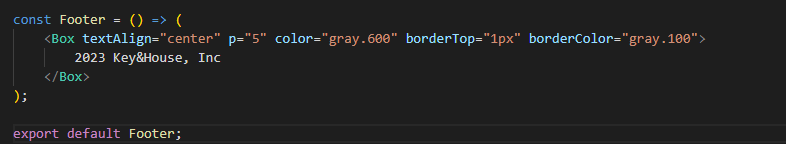 const Footer = () => (
    <Box textAlign="center" p="5" color="gray.600" borderTop="1px" borderColor="gray.100">
        2023 Key&House, Inc
    </Box>
);

export default Footer;